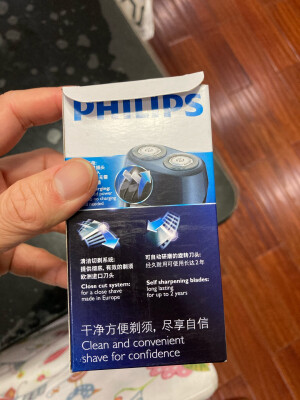 PHILIPS
清洁切割系统:
提供彻底, 有效的剃须
欧洲进口刀头
Close cut system:
for a close shave
made in Europe
可自动研磨的旋转刀头:
经久耐用可使用长达2年
Self sharpening blades:
long lasting
for up to 2 years
干净方便剃须, 尽享自信
Clean and convenient
shave for confidence